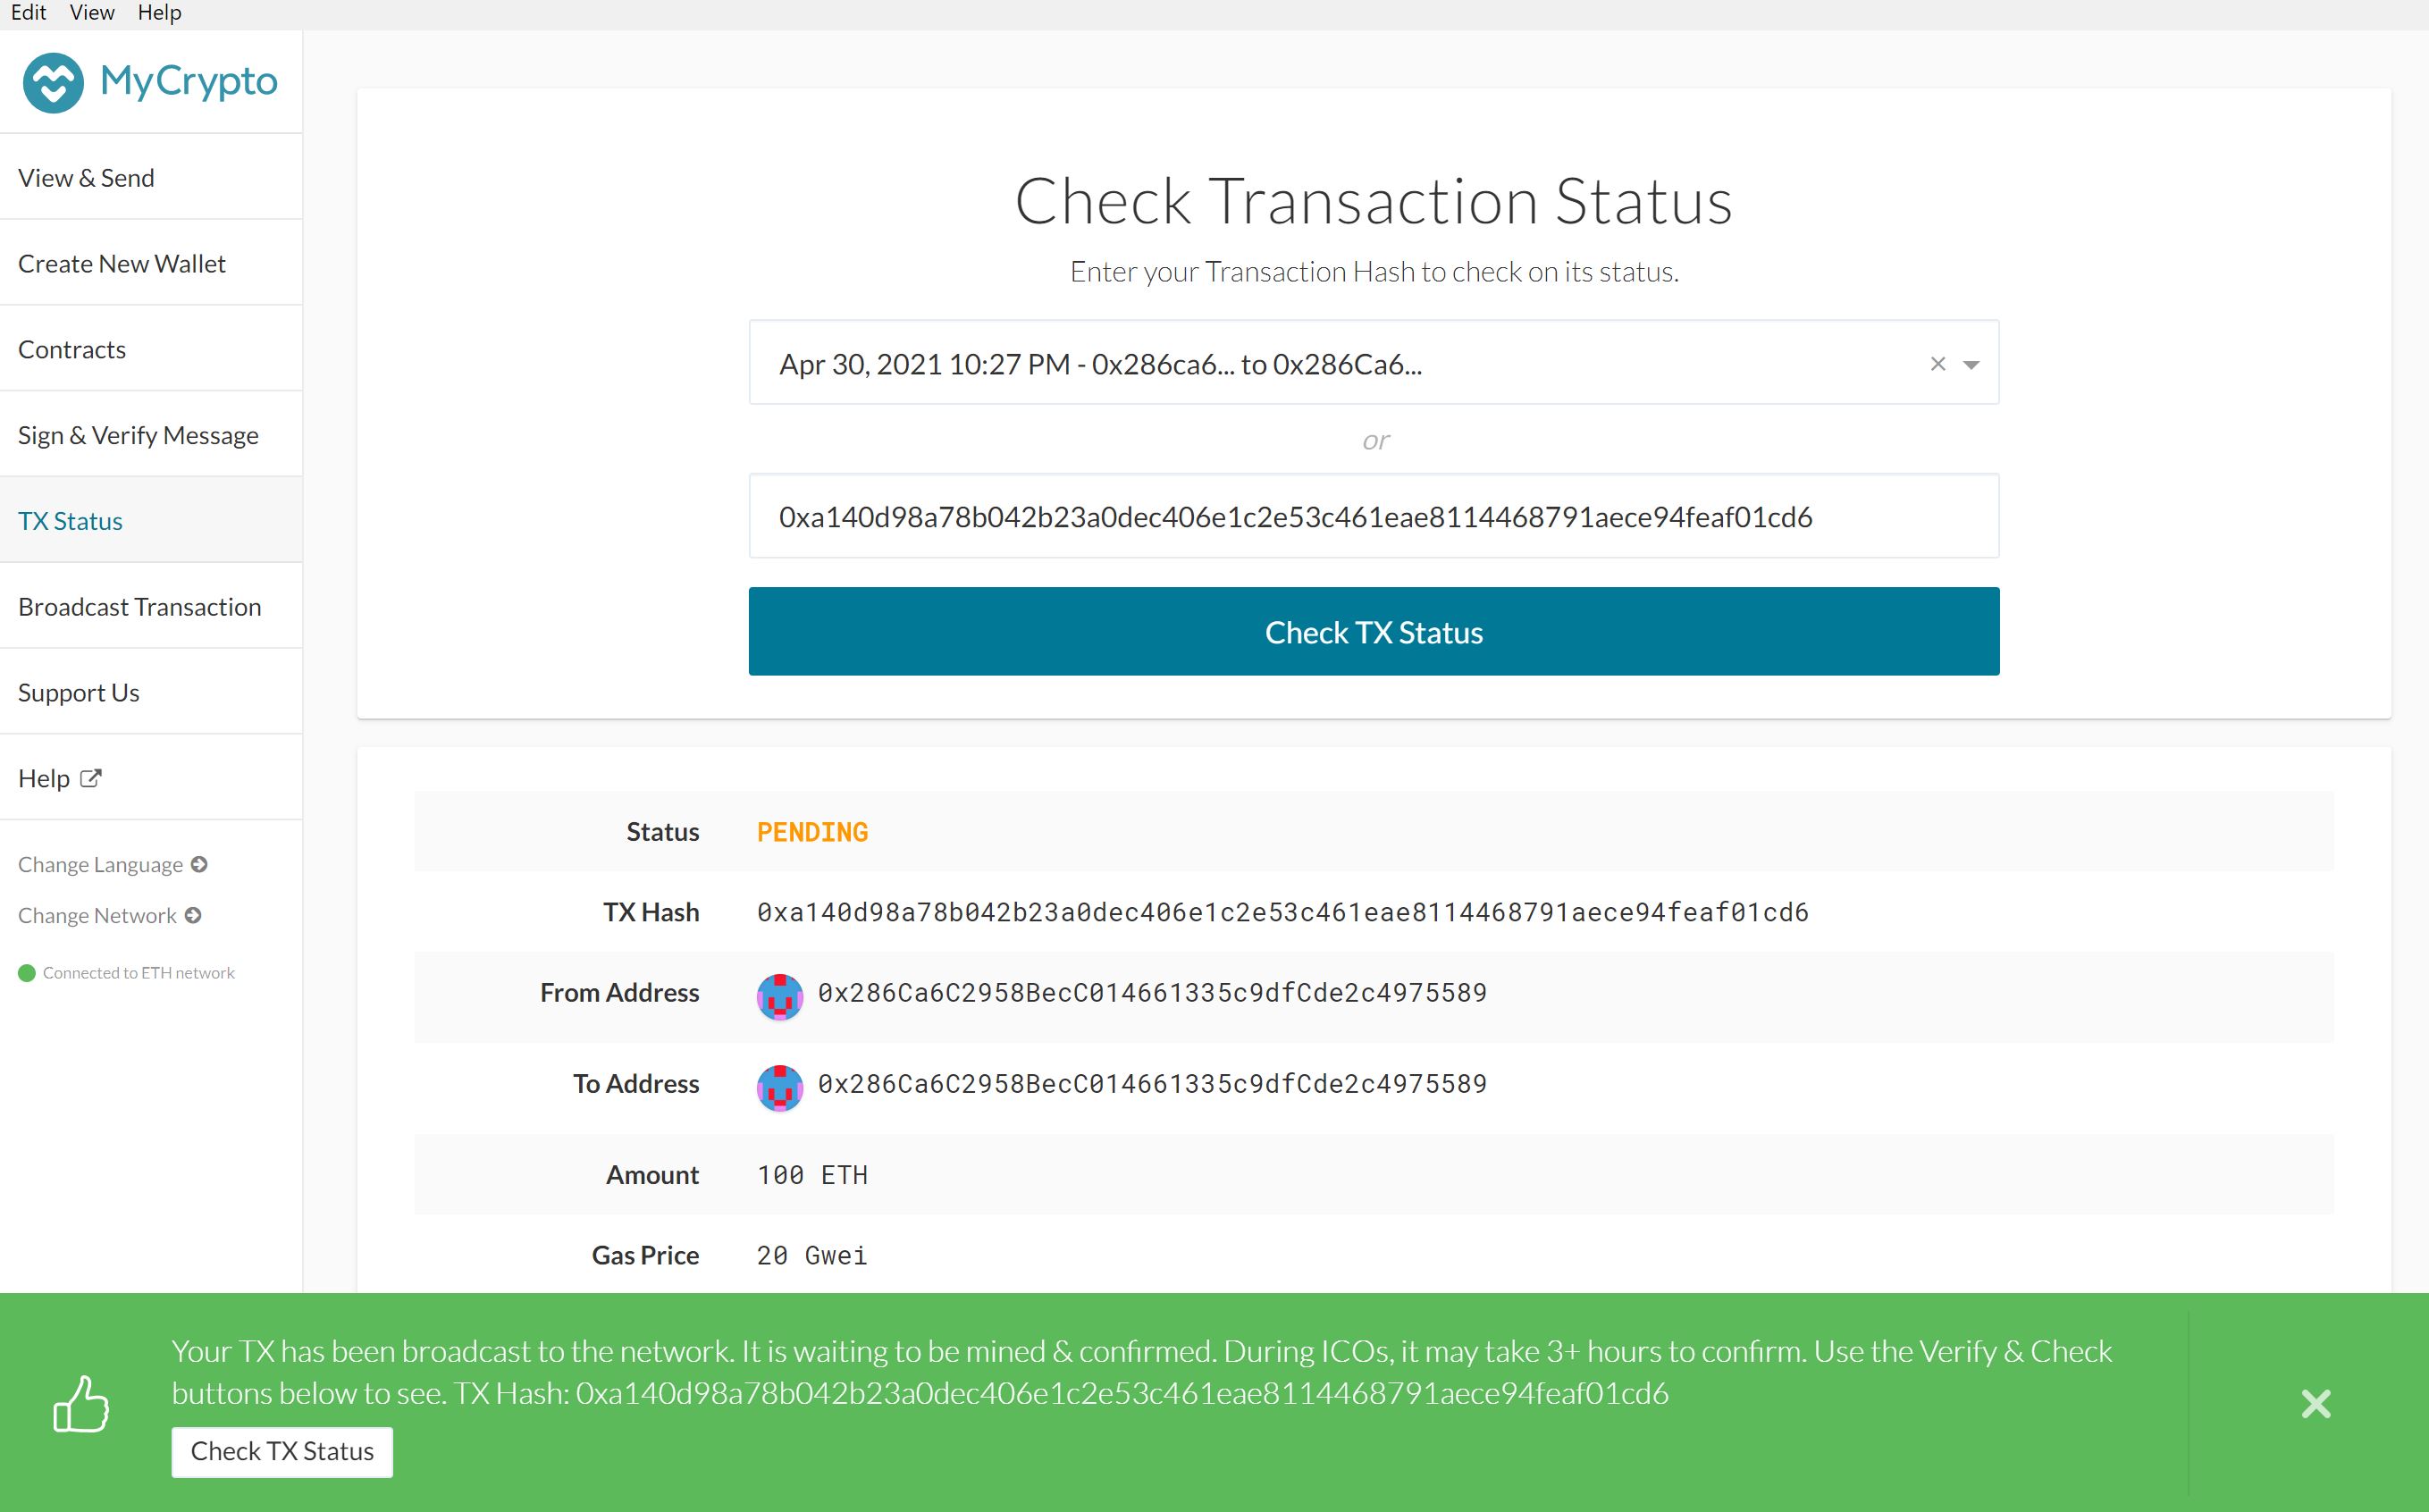 Edit View Help
MyCrypto
View & Send
Create New Wallet
Contracts
Sign & Verify Message
TX Status
Broadcast Transaction
Support Us
Help
Change Language
Change Network
Connected to ETH network
Check Transaction Status
Enter your Transaction Hash to check on its status.
Apr 30, 2021 10:27 PM - 0x286ca6... to 0x286Ca6...
or
0xa140d98a78b042b23a0dec406e1c2e53c461eae8114468791aece94feaf01cd6
Check TX Status
Status PENDING
TX Hash 0xa140d98a78b042b23a0dec406e1c2e53c461eae8114468791aece94feaf01cd6
From Address 0x286Ca6C2958BecC014661335c9dfCde2c4975589
To Address 0x286Ca6C2958BecC014661335c9dfCde2c4975589
Amount 100 ETH
Gas Price 20 Gwei
Your TX has been broadcast to the network. It is waiting to be mined & confirmed. During ICOs, it may take 3+ hours to confirm. Use the Verify & Check
buttons below to see. TX Hash: 0xa140d98a78b042b23a0dec406e1c2e53c461eae8114468791aece94feaf01cd6
Check TX Status